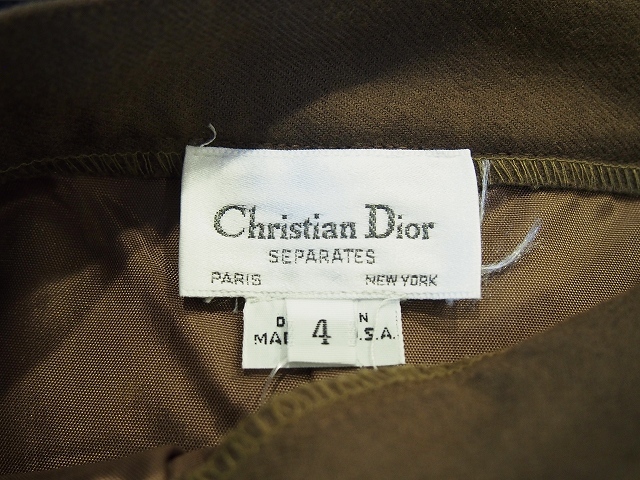 Christian Dior
SEPARATES
PARIS NEW YORK
4
.S.A.